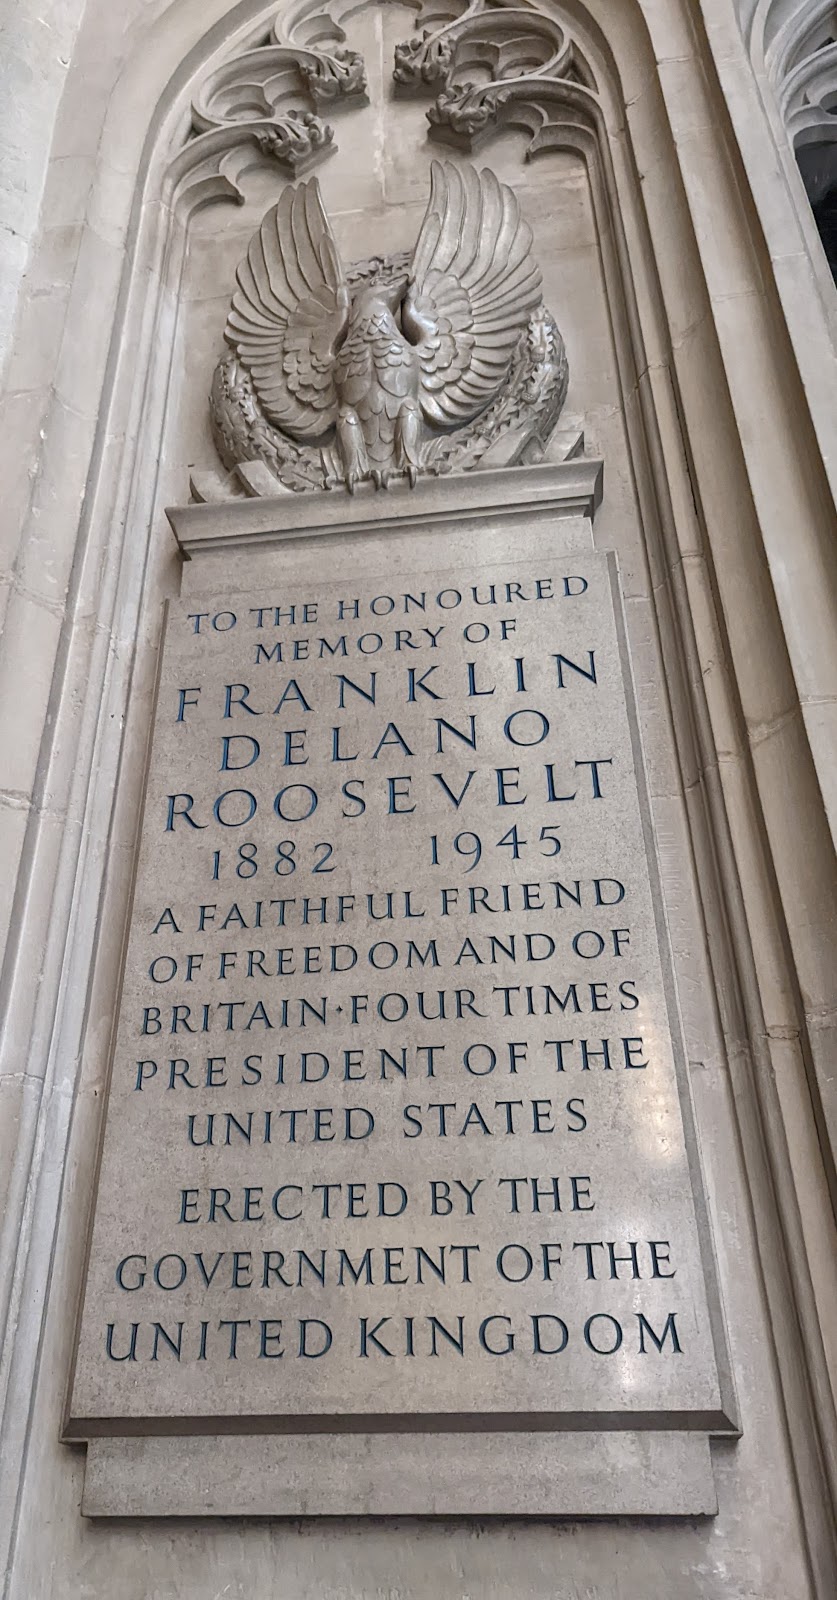 TO THE HONOURED
MEMORY OF
FRANKLIN
DELANO
ROOSEVELT
1882 1945
A FAITHFUL FRIEND
OF FREEDOM AND OF
BRITAIN·FOUR TIMES
PRESIDENT OF THE
UNITED STATES
ERECTED BY THE
GOVERNMENT OF THE
UNITED KINGDOM